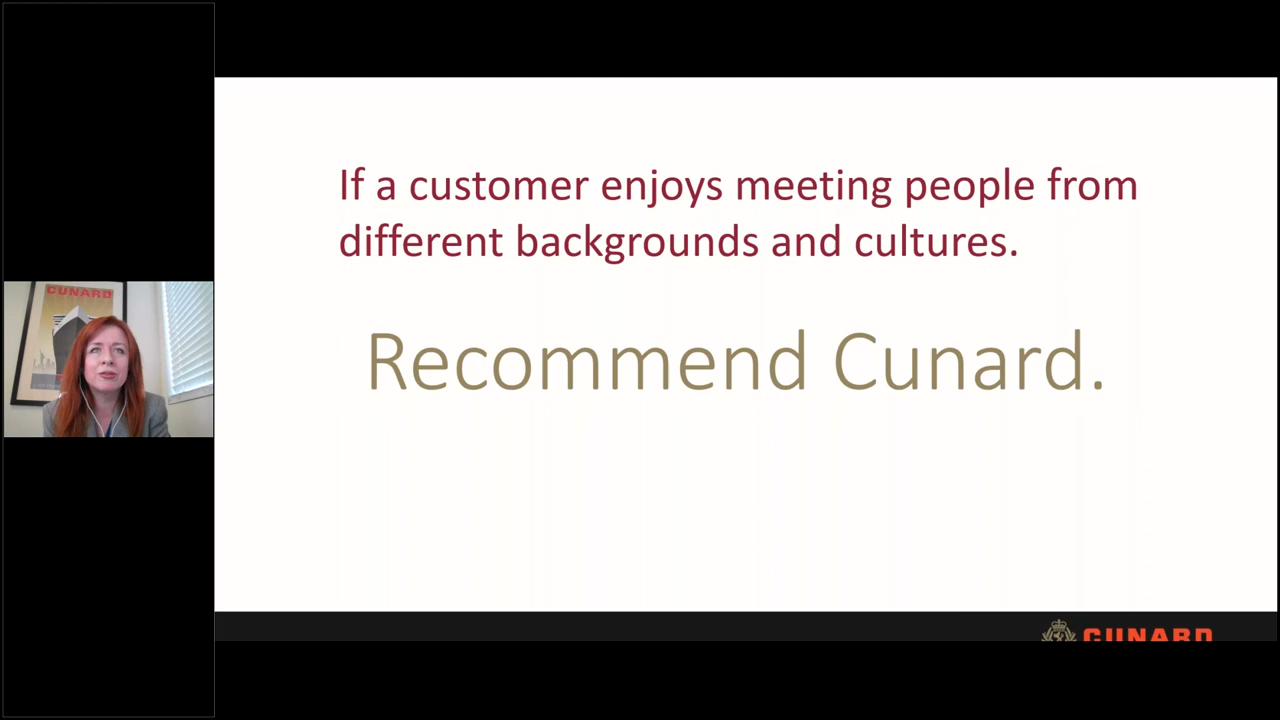 If a customer enjoys meeting people from
different backgrounds and cultures.
Recommend Cunard.
CUNARD
CUNARD